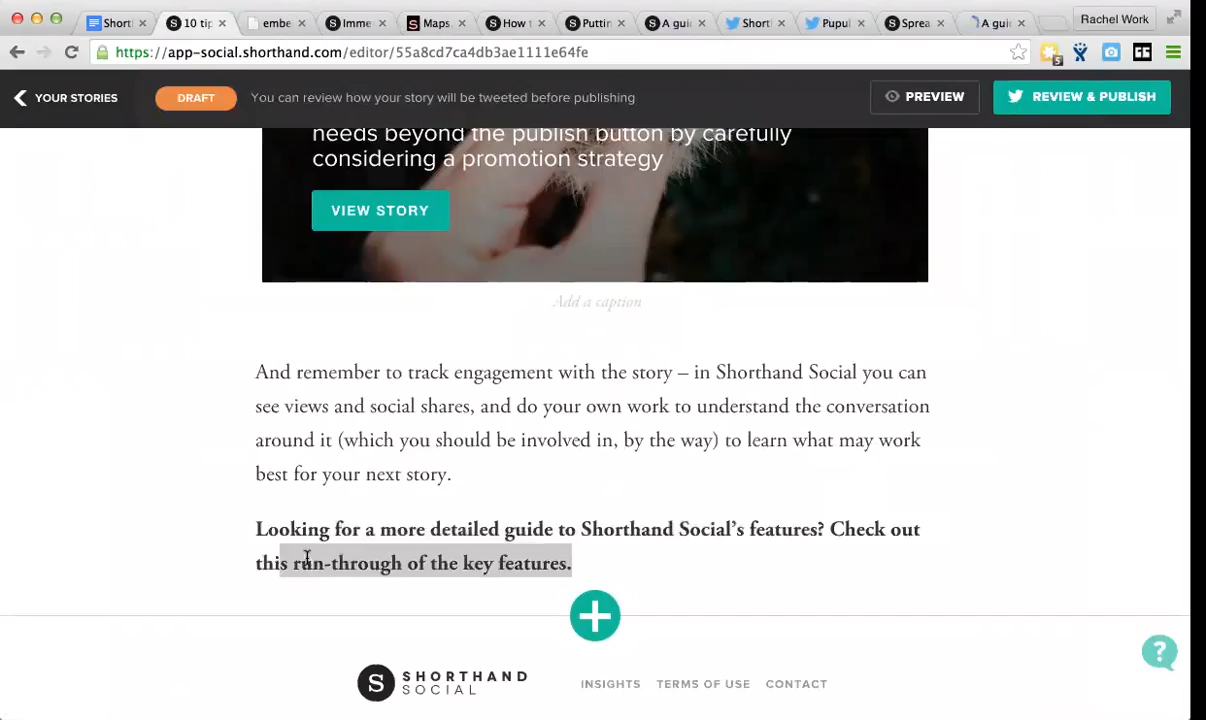 Short
10 tip
embe
Imme
Maps.
How t
Puttin
A gui
Shortl
Pupul
Sprea
A gui
Rachel Work
https://app-social.shorthand.com/editor/55a8cd7ca4db3ae1111e64fe
5
YOUR STORIES
DRAFT
You can review how your story will be tweeted before publishing
PREVIEW
REVIEW & PUBLISH
needs beyond the publish button by carefully
considering a promotion strategy
VIEW STORY
Add a caption
And remember to track engagement with the story – in Shorthand Social you can
see views and social shares, and do your own work to understand the conversation
around it (which you should be involved in, by the way) to learn what may work
best for your next story.
Looking for a more detailed guide to Shorthand Social’s features? Check out
this run-through of the key features.
?
S SHORTHAND
SOCIAL
INSIGHTS TERMS OF USE CONTACT